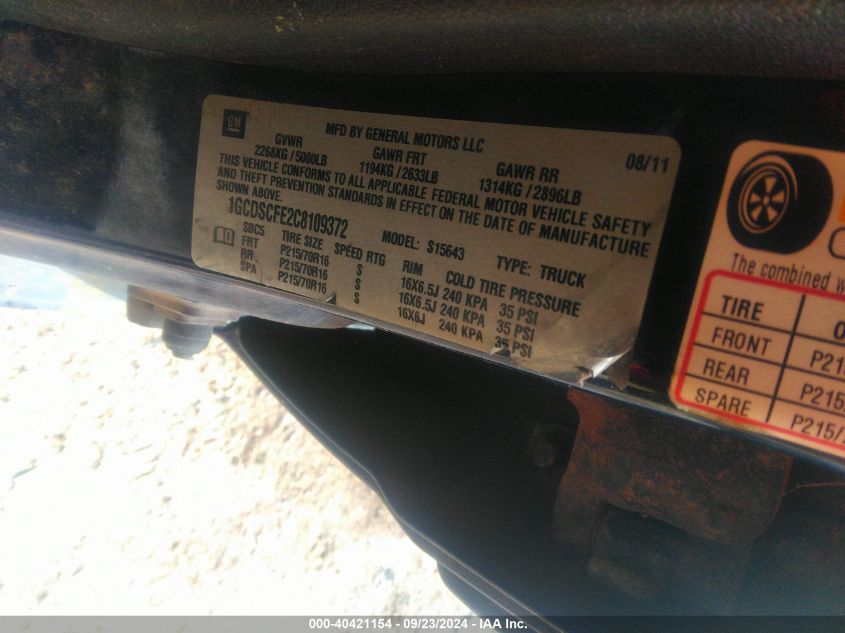 GM
MFD BY GENERAL MOTORS LLC
08/11
GVWR GAWR FRT GAWR RR
2268KG / 5000LB 1194KG / 2633LB 1314KG / 2896LB
THIS VEHICLE CONFORMS TO ALL APPLICABLE FEDERAL MOTOR VEHICLE SAFETY
AND THEFT PREVENTION STANDARDS IN EFFECT ON THE DATE OF MANUFACTURE
SHOWN ABOVE.
1GCDSCFE2C8109372 MODEL: S15643 TYPE: TRUCK
SBC5 TIRE SIZE SPEED RTG RIM COLD TIRE PRESSURE
FRT P215/70R16 S 16X6.5J 240 KPA 35 PSI
RR P215/70R16 S 16X6.5J 240 KPA 35 PSI
SPA P215/70R16 S 16X6J 240 KPA 35 PSI
The combined
TIRE
FRONT P215
REAR P215
SPARE P215/
000-40421154 - 09/23/2024 - IAA Inc.